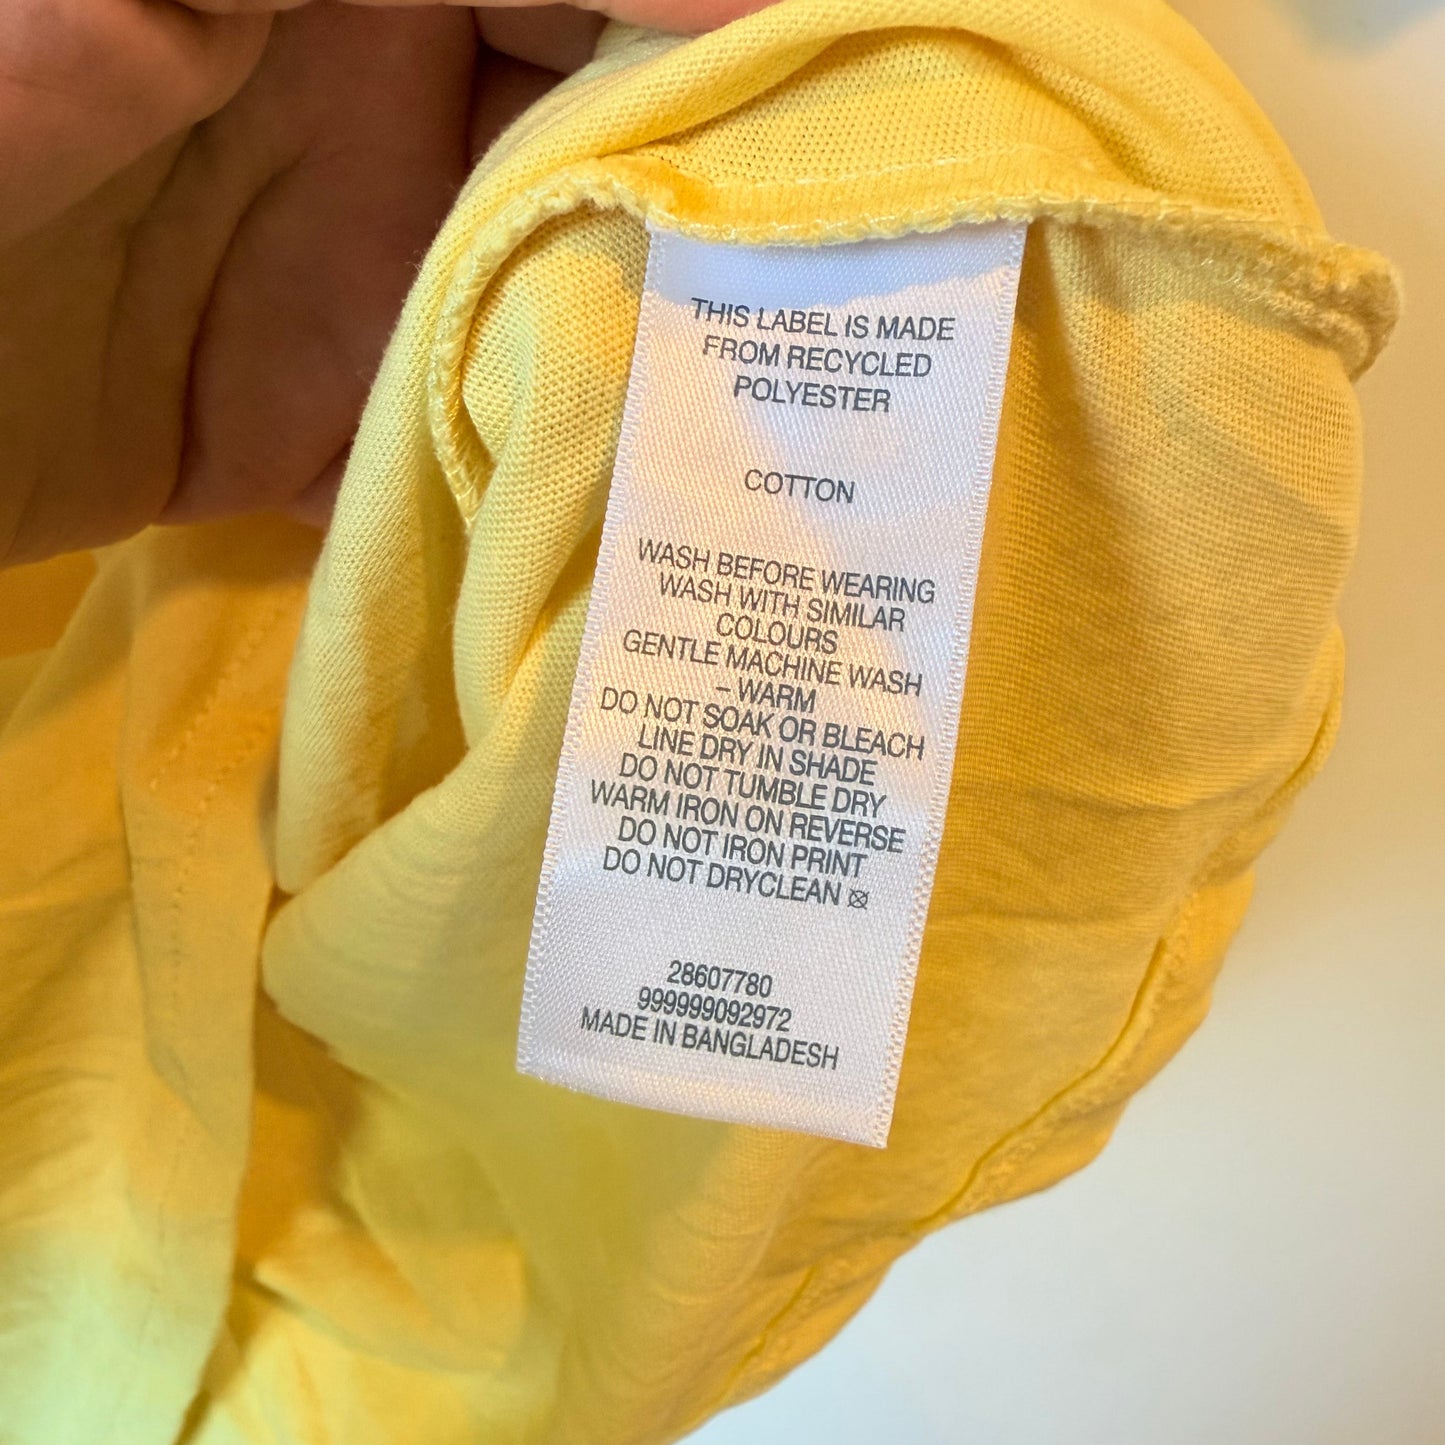 THIS LABEL IS MADE
FROM RECYCLED
POLYESTER
COTTON
WASH BEFORE WEARING
WASH WITH SIMILAR
COLOURS
GENTLE MACHINE WASH
– WARM
DO NOT SOAK OR BLEACH
LINE DRY IN SHADE
DO NOT TUMBLE DRY
WARM IRON ON REVERSE
DO NOT IRON PRINT
DO NOT DRYCLEAN
28607780
999999092972
MADE IN BANGLADESH